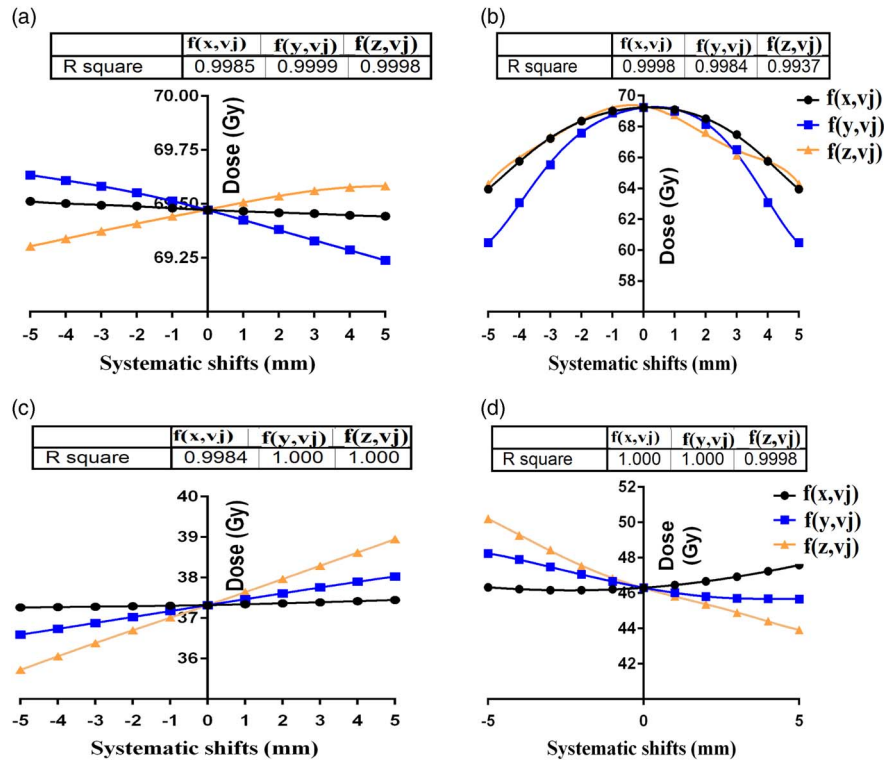 (a)
f(x,vj) f(y,vj) f(z,vj)
R square 0.9985 0.9999 0.9998
70.00
69.75
69.50
69.25
Dose (Gy)
-5 -4 -3 -2 -1 0 1 2 3 4 5
Systematic shifts (mm)
(b)
f(x,vj) f(y,vj) f(z,vj)
R square 0.9998 0.9984 0.9937
70
68
66
64
62
60
58
Dose (Gy)
f(x,vj)
f(y,vj)
f(z,vj)
-5 -4 -3 -2 -1 0 1 2 3 4 5
Systematic shifts (mm)
(c)
f(x,vj) f(y,vj) f(z,vj)
R square 0.9984 1.000 1.000
40
39
38
37
36
Dose (Gy)
-5 -4 -3 -2 -1 0 1 2 3 4 5
Systematic shifts (mm)
(d)
f(x,vj) f(y,vj) f(z,vj)
R square 1.000 1.000 0.9998
52
50
48
46
44
42
Dose
(Gy)
f(x,vj)
f(y,vj)
f(z,vj)
-5 0 5
Systematic shifts (mm)